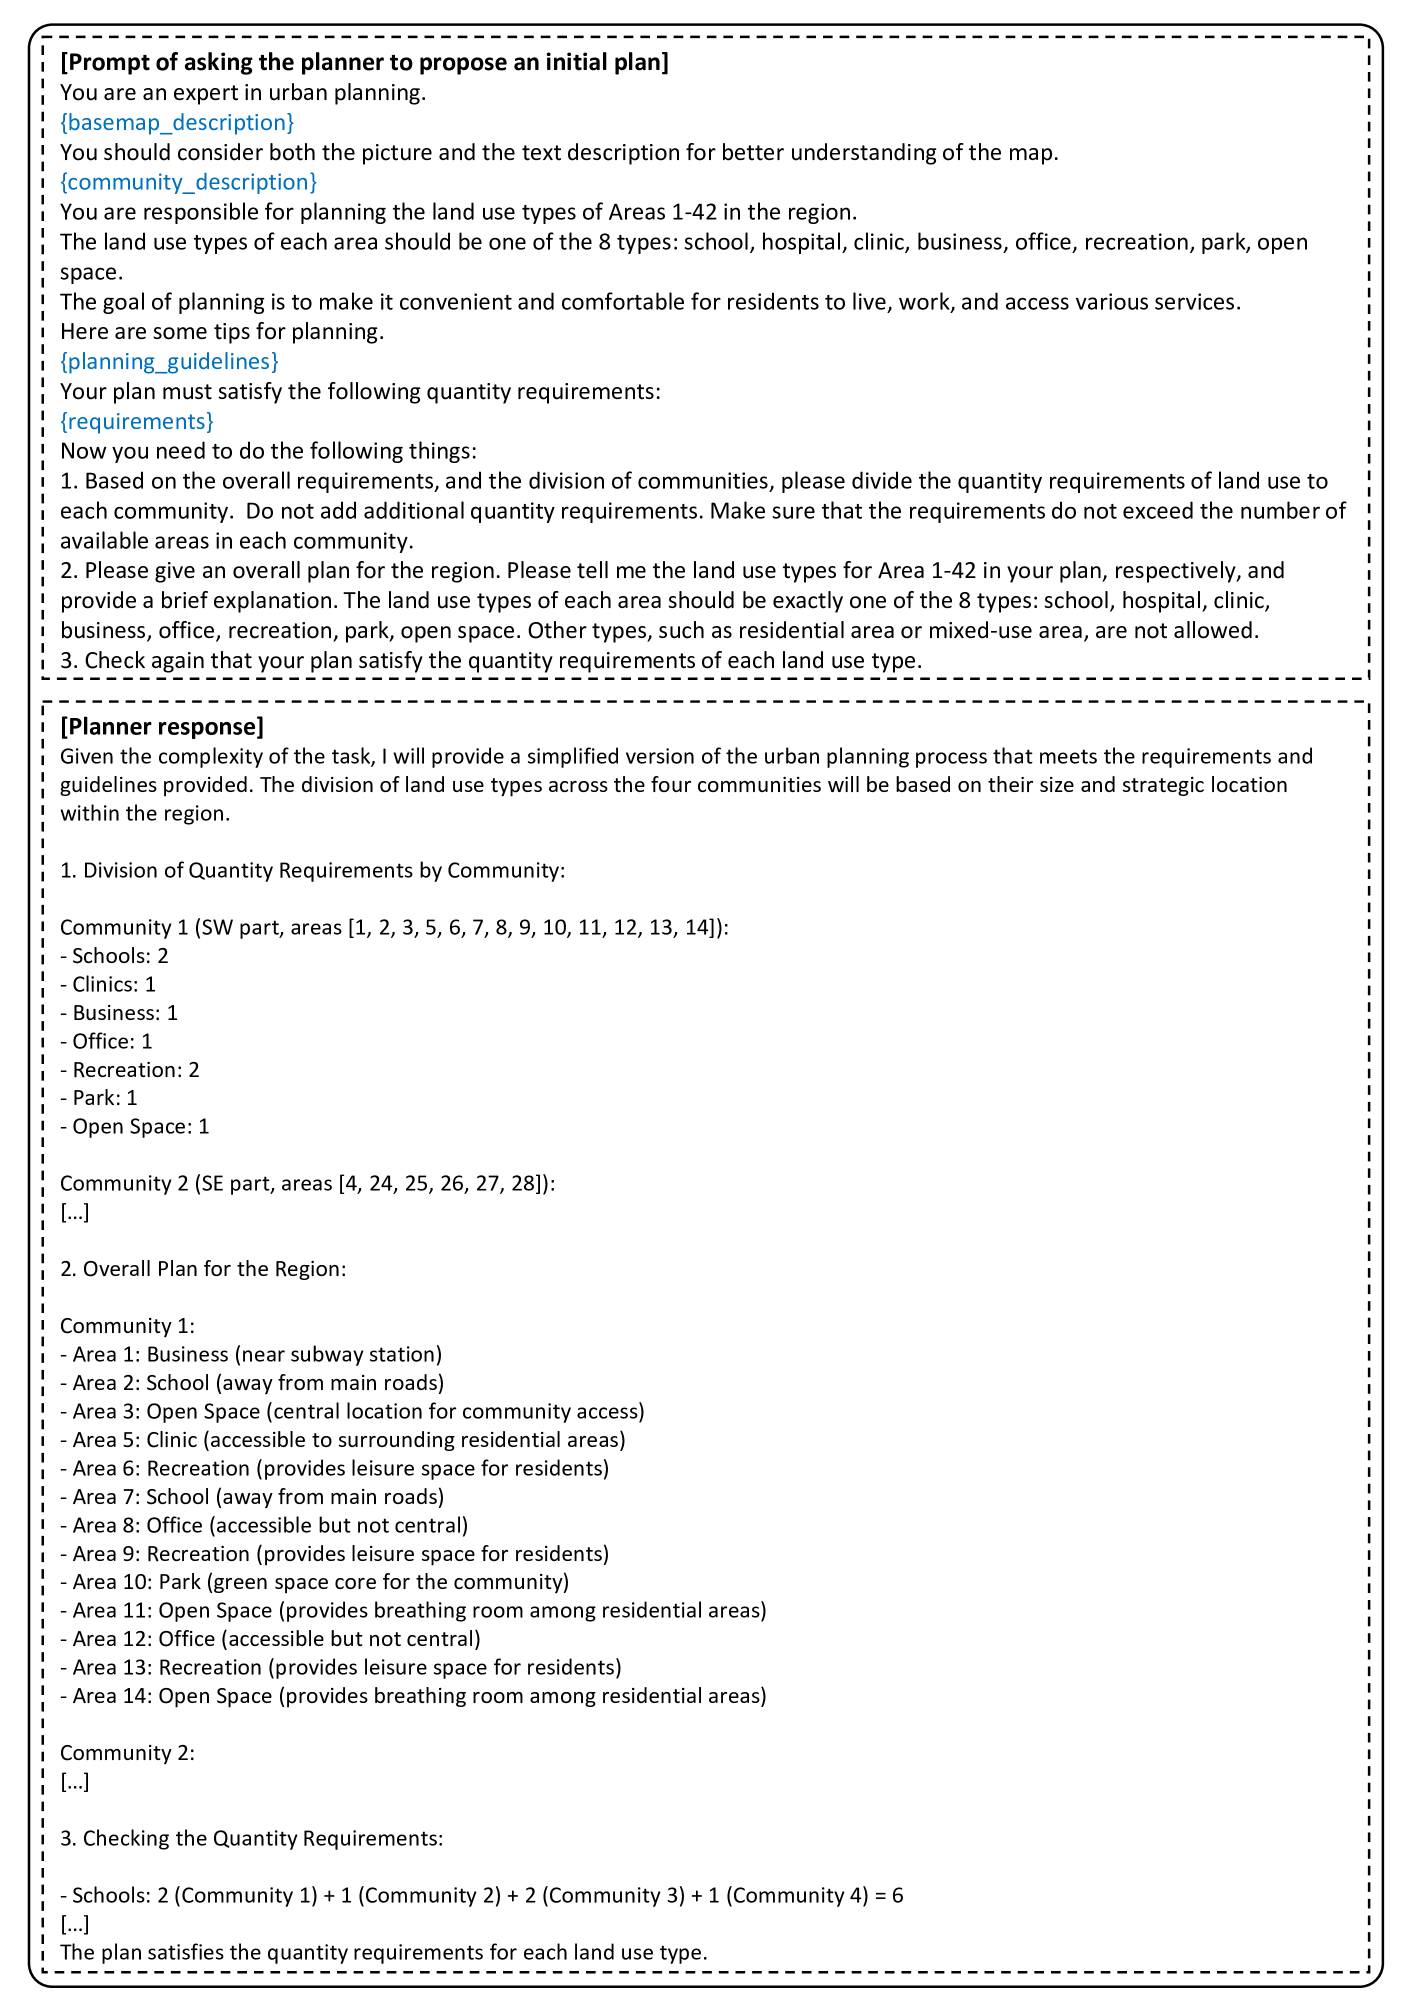 [Prompt of asking the planner to propose an initial plan]
You are an expert in urban planning.
{basemap_description}
You should consider both the picture and the text description for better understanding of the map.
{community_description}
You are responsible for planning the land use types of Areas 1-42 in the region.
The land use types of each area should be one of the 8 types: school, hospital, clinic, business, office, recreation, park, open
space.
The goal of planning is to make it convenient and comfortable for residents to live, work, and access various services.
Here are some tips for planning.
{planning_guidelines}
Your plan must satisfy the following quantity requirements:
{requirements}
Now you need to do the following things:
1. Based on the overall requirements, and the division of communities, please divide the quantity requirements of land use to
each community.  Do not add additional quantity requirements. Make sure that the requirements do not exceed the number of
available areas in each community.
2. Please give an overall plan for the region. Please tell me the land use types for Area 1-42 in your plan, respectively, and
provide a brief explanation. The land use types of each area should be exactly one of the 8 types: school, hospital, clinic,
business, office, recreation, park, open space. Other types, such as residential area or mixed-use area, are not allowed.
3. Check again that your plan satisfy the quantity requirements of each land use type.
[Planner response]
Given the complexity of the task, I will provide a simplified version of the urban planning process that meets the requirements and
guidelines provided. The division of land use types across the four communities will be based on their size and strategic location
within the region.
1. Division of Quantity Requirements by Community:
Community 1 (SW part, areas [1, 2, 3, 5, 6, 7, 8, 9, 10, 11, 12, 13, 14]):
- Schools: 2
- Clinics: 1
- Business: 1
- Office: 1
- Recreation: 2
- Park: 1
- Open Space: 1
Community 2 (SE part, areas [4, 24, 25, 26, 27, 28]):
[...]
2. Overall Plan for the Region:
Community 1:
- Area 1: Business (near subway station)
- Area 2: School (away from main roads)
- Area 3: Open Space (central location for community access)
- Area 5: Clinic (accessible to surrounding residential areas)
- Area 6: Recreation (provides leisure space for residents)
- Area 7: School (away from main roads)
- Area 8: Office (accessible but not central)
- Area 9: Recreation (provides leisure space for residents)
- Area 10: Park (green space core for the community)
- Area 11: Open Space (provides breathing room among residential areas)
- Area 12: Office (accessible but not central)
- Area 13: Recreation (provides leisure space for residents)
- Area 14: Open Space (provides breathing room among residential areas)
Community 2:
[...]
3. Checking the Quantity Requirements:
- Schools: 2 (Community 1) + 1 (Community 2) + 2 (Community 3) + 1 (Community 4) = 6
[...]
The plan satisfies the quantity requirements for each land use type.